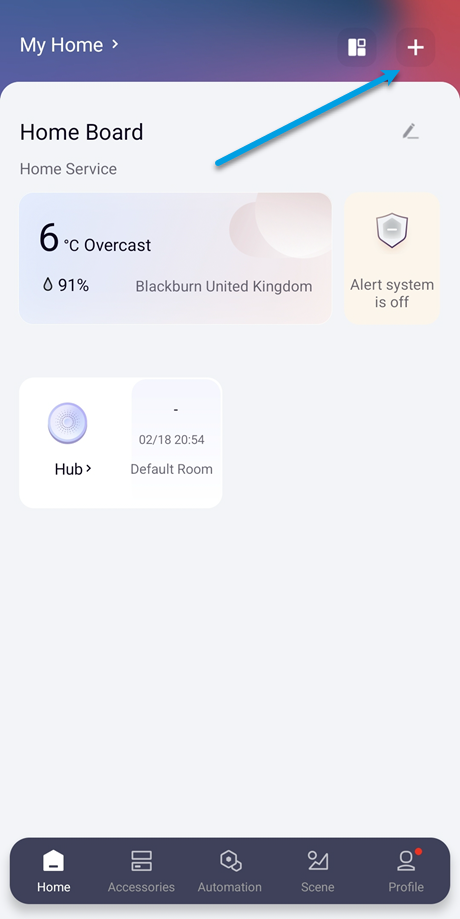 My Home
Home Board
Home Service
6 °C Overcast
91%
Blackburn United Kingdom
Alert system
is off
-
02/18 20:54
Hub
Default Room
Home
Accessories
Automation
Scene
Profile